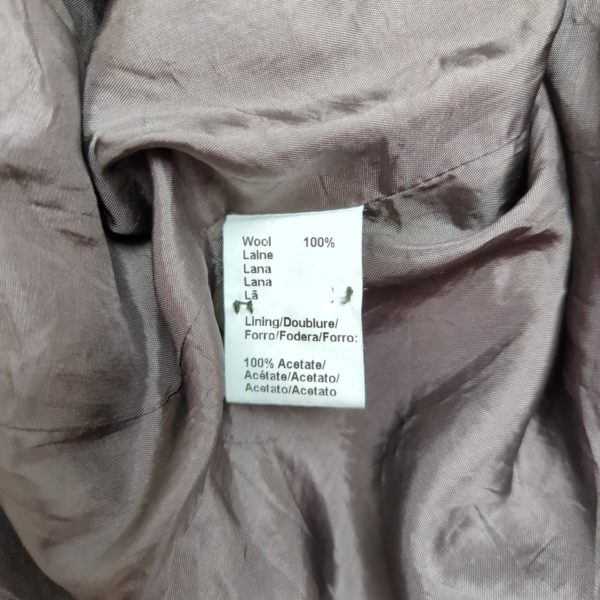 Wool 100%
Laine
Lana
Lana
Lã
Lining/Doublure/
Forro/Fodera/Forro:
100% Acetate/
Acétate/Acetato/
Acetato/Acetato